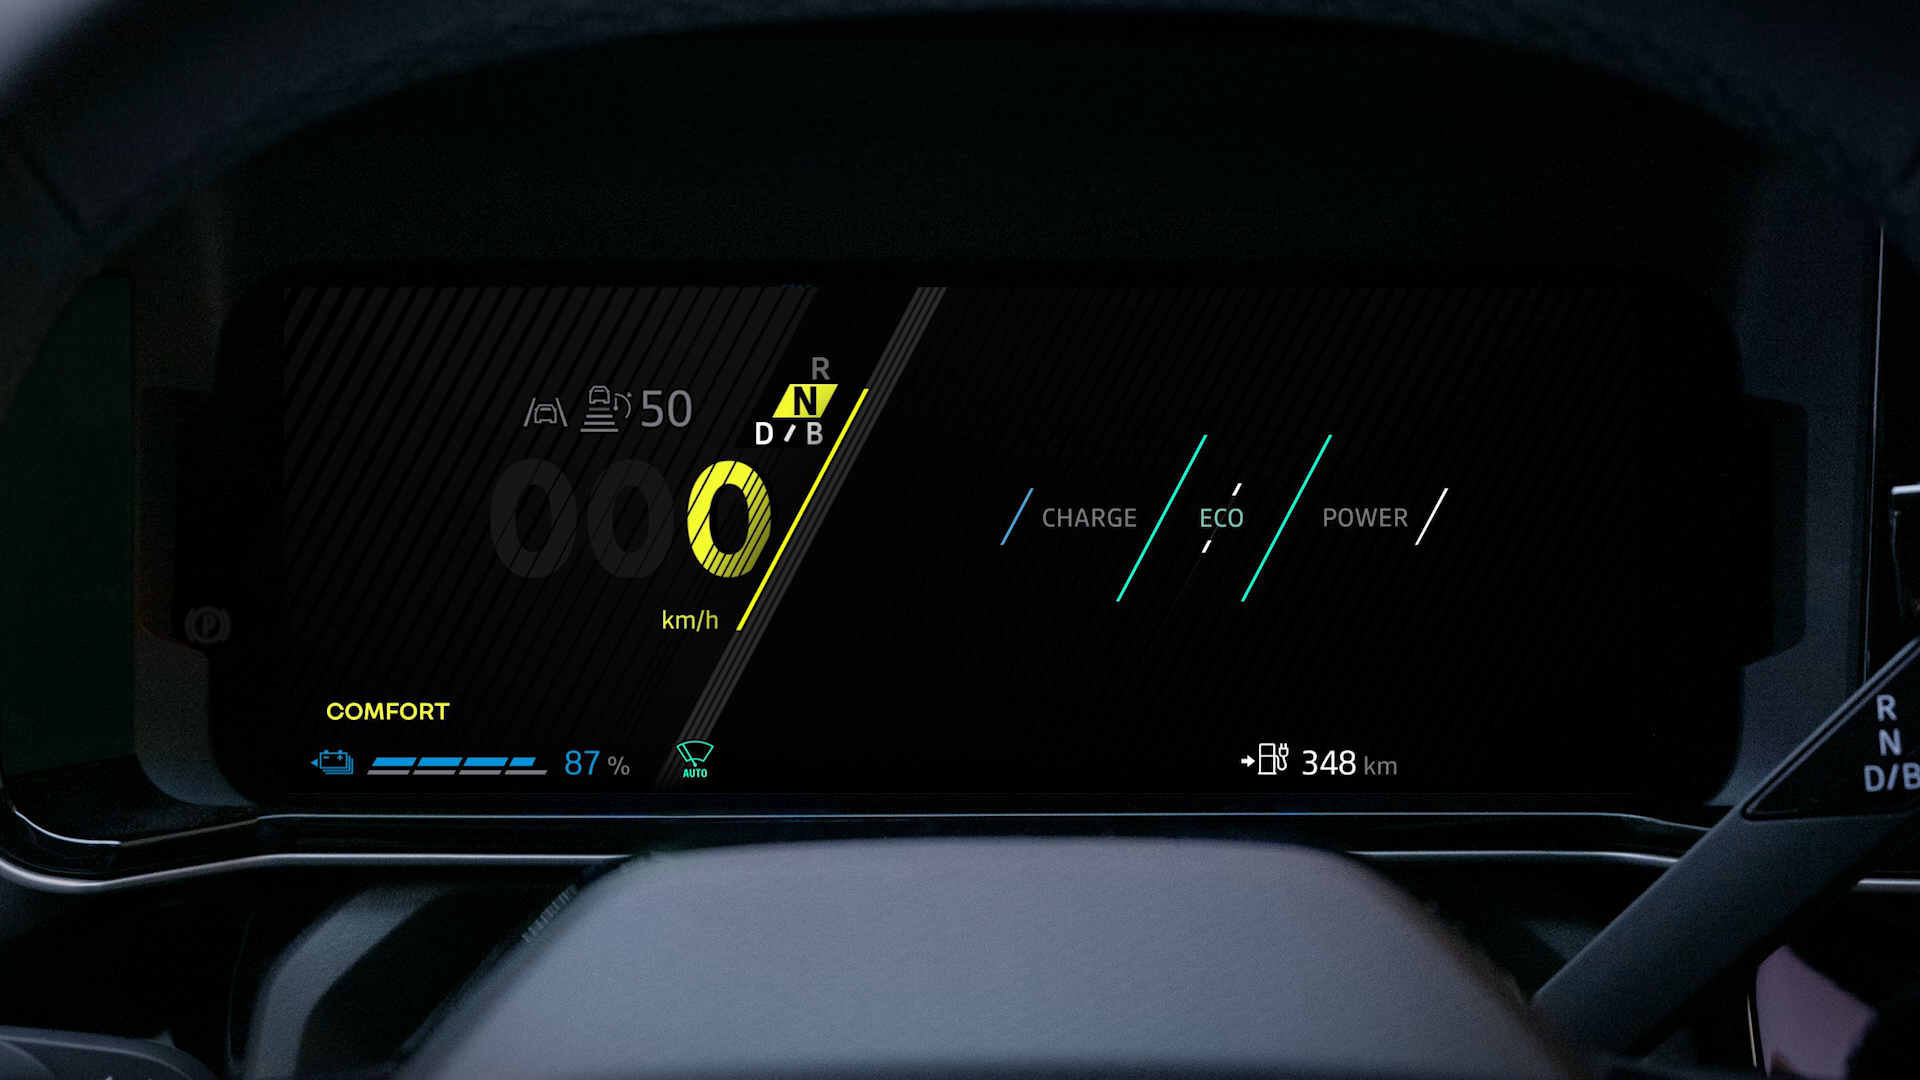 R
N
50
D / B
000
km/h
CHARGE ECO POWER
P
COMFORT
87 %
AUTO
348 km
R
N
D/B